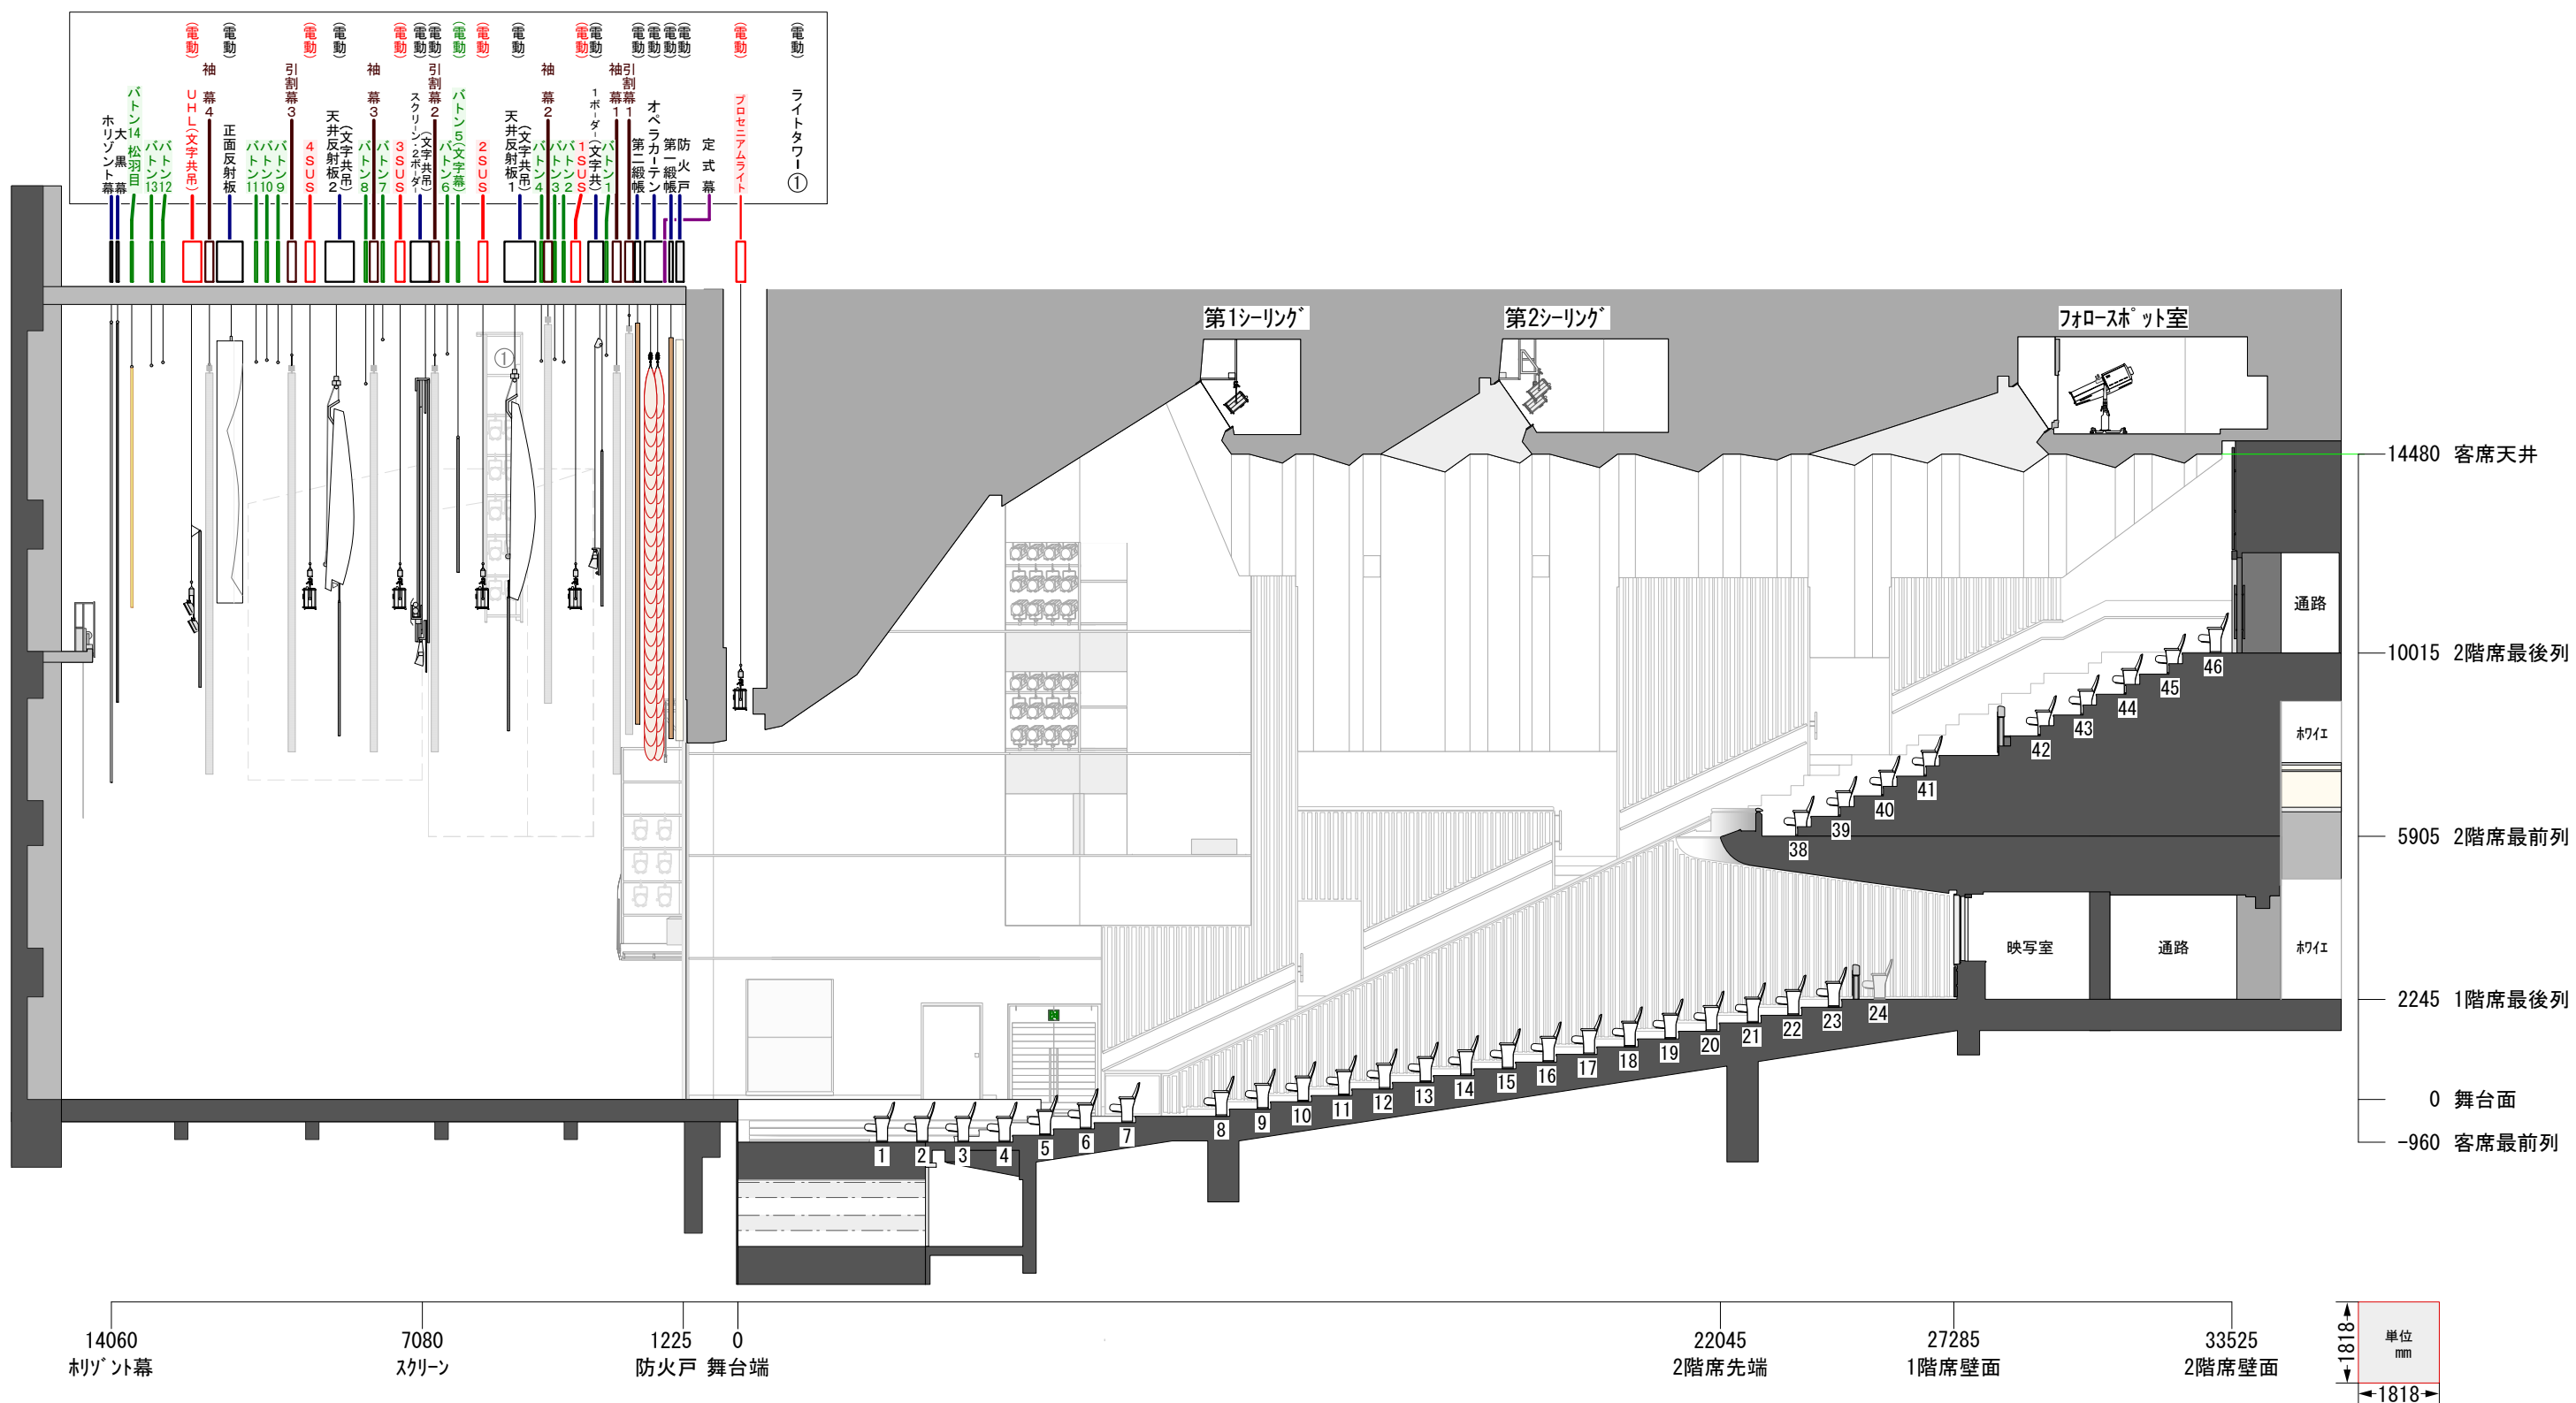 (電動) ライトタワー①
(電動) プロセニアムライト
定式幕
(電動) 防火戸
(電動) 第一緞帳
(電動) オペラカーテン
(電動) 第二緞帳
引割幕1
袖幕1
バトン1
(電動) 1ボーダー(文字共)
(電動) 1SUS
バトン2
バトン3
袖幕2
バトン4
(電動) 天井反射板1(文字共吊)
(電動) 2SUS
(電動) バトン5(文字幕)
バトン6
(電動) 引割幕2
(電動) スクリーン・2ボーダー(文字共吊)
(電動) 3SUS
バトン7
袖幕3
バトン8
(電動) 天井反射板2(文字共吊)
(電動) 4SUS
引割幕3
バトン9
バトン10
バトン11
(電動) 正面反射板
袖幕4
(電動) UHL(文字共吊)
バトン12
バトン13
バトン14 松羽目
大黒幕
ホリゾント幕
①
第1シーリング
第2シーリング
フォロースポット室
14480 客席天井
通路
10015 2階席最後列
ホワイエ
5905 2階席最前列
映写室
通路
ホワイエ
2245 1階席最後列
0 舞台面
-960 客席最前列
46
45
44
43
42
41
40
39
38
24
23
22
21
20
19
18
17
16
15
14
13
12
11
10
9
8
7
6
5
4
3
2
1
14060
ホリゾント幕
7080
スクリーン
1225
防火戸
0
舞台端
22045
2階席先端
27285
1階席壁面
33525
2階席壁面
1818
単位
mm
1818